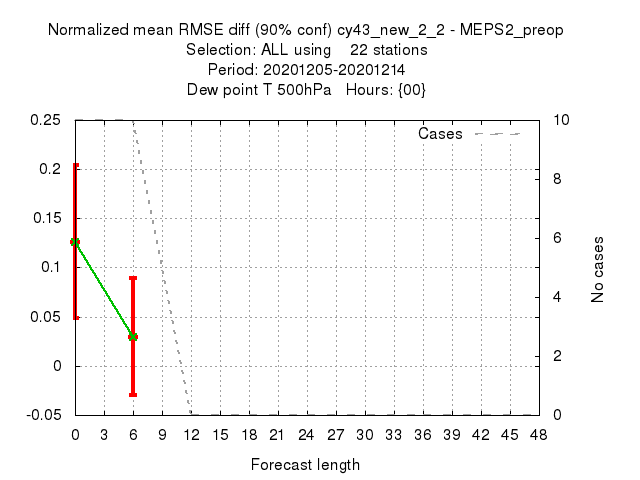 Normalized mean RMSE diff (90% conf) cy43_new_2_2 - MEPS2_preop
Selection: ALL using    22 stations
Period: 20201205-20201214
Dew point T 500hPa   Hours: {00}
Cases
0.25
0.2
0.15
0.1
0.05
0
-0.05
10
8
6
4
2
0
No cases
0 3 6 9 12 15 18 21 24 27 30 33 36 39 42 45 48
Forecast length